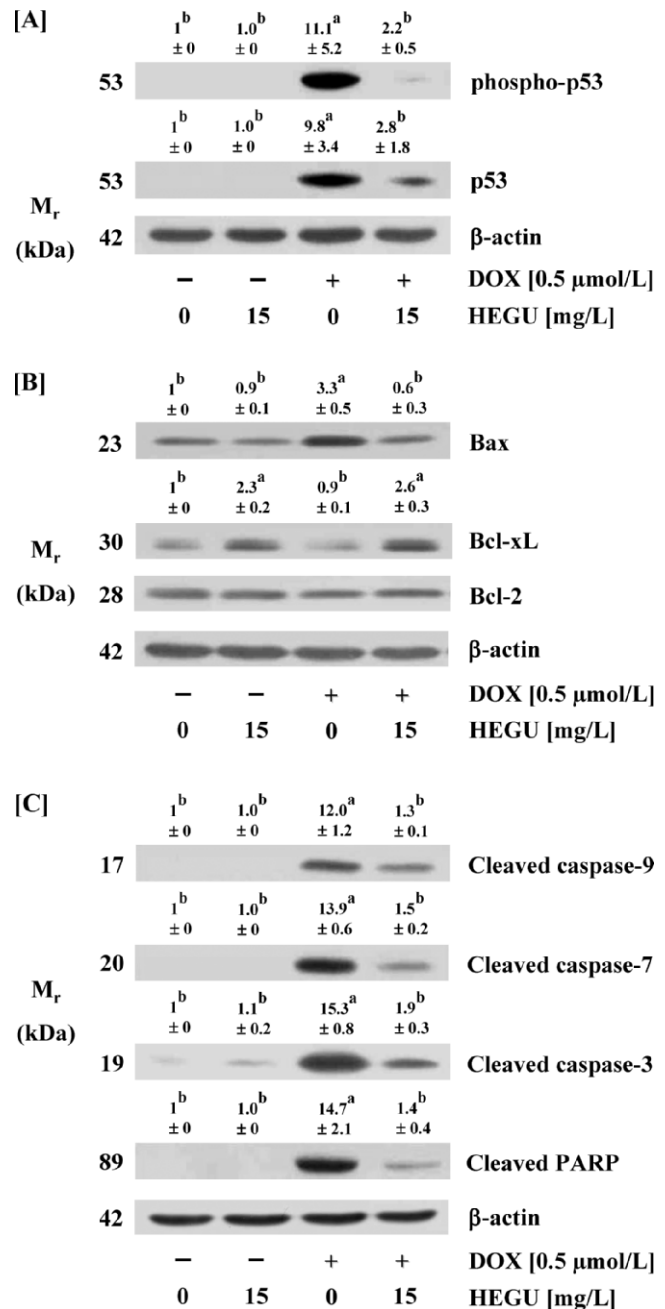 [A]
1b 1.0b 11.1a 2.2b
± 0 ± 0 ± 5.2 ± 0.5
53 phospho-p53
1b 1.0b 9.8a 2.8b
± 0 ± 0 ± 3.4 ± 1.8
53 p53
Mr
(kDa) 42 β-actin
− − + + DOX [0.5 μmol/L]
0 15 0 15 HEGU [mg/L]
[B]
1b 0.9b 3.3a 0.6b
± 0 ± 0.1 ± 0.5 ± 0.3
23 Bax
1b 2.3a 0.9b 2.6a
± 0 ± 0.2 ± 0.1 ± 0.3
Mr 30 Bcl-xL
(kDa) 28 Bcl-2
42 β-actin
− − + + DOX [0.5 μmol/L]
0 15 0 15 HEGU [mg/L]
[C]
1b 1.0b 12.0a 1.3b
± 0 ± 0 ± 1.2 ± 0.1
17 Cleaved caspase-9
1b 1.0b 13.9a 1.5b
± 0 ± 0 ± 0.6 ± 0.2
20 Cleaved caspase-7
Mr
(kDa)
1b 1.1b 15.3a 1.9b
± 0 ± 0.2 ± 0.8 ± 0.3
19 Cleaved caspase-3
1b 1.0b 14.7a 1.4b
± 0 ± 0 ± 2.1 ± 0.4
89 Cleaved PARP
42 β-actin
− − + + DOX [0.5 μmol/L]
0 15 0 15 HEGU [mg/L]